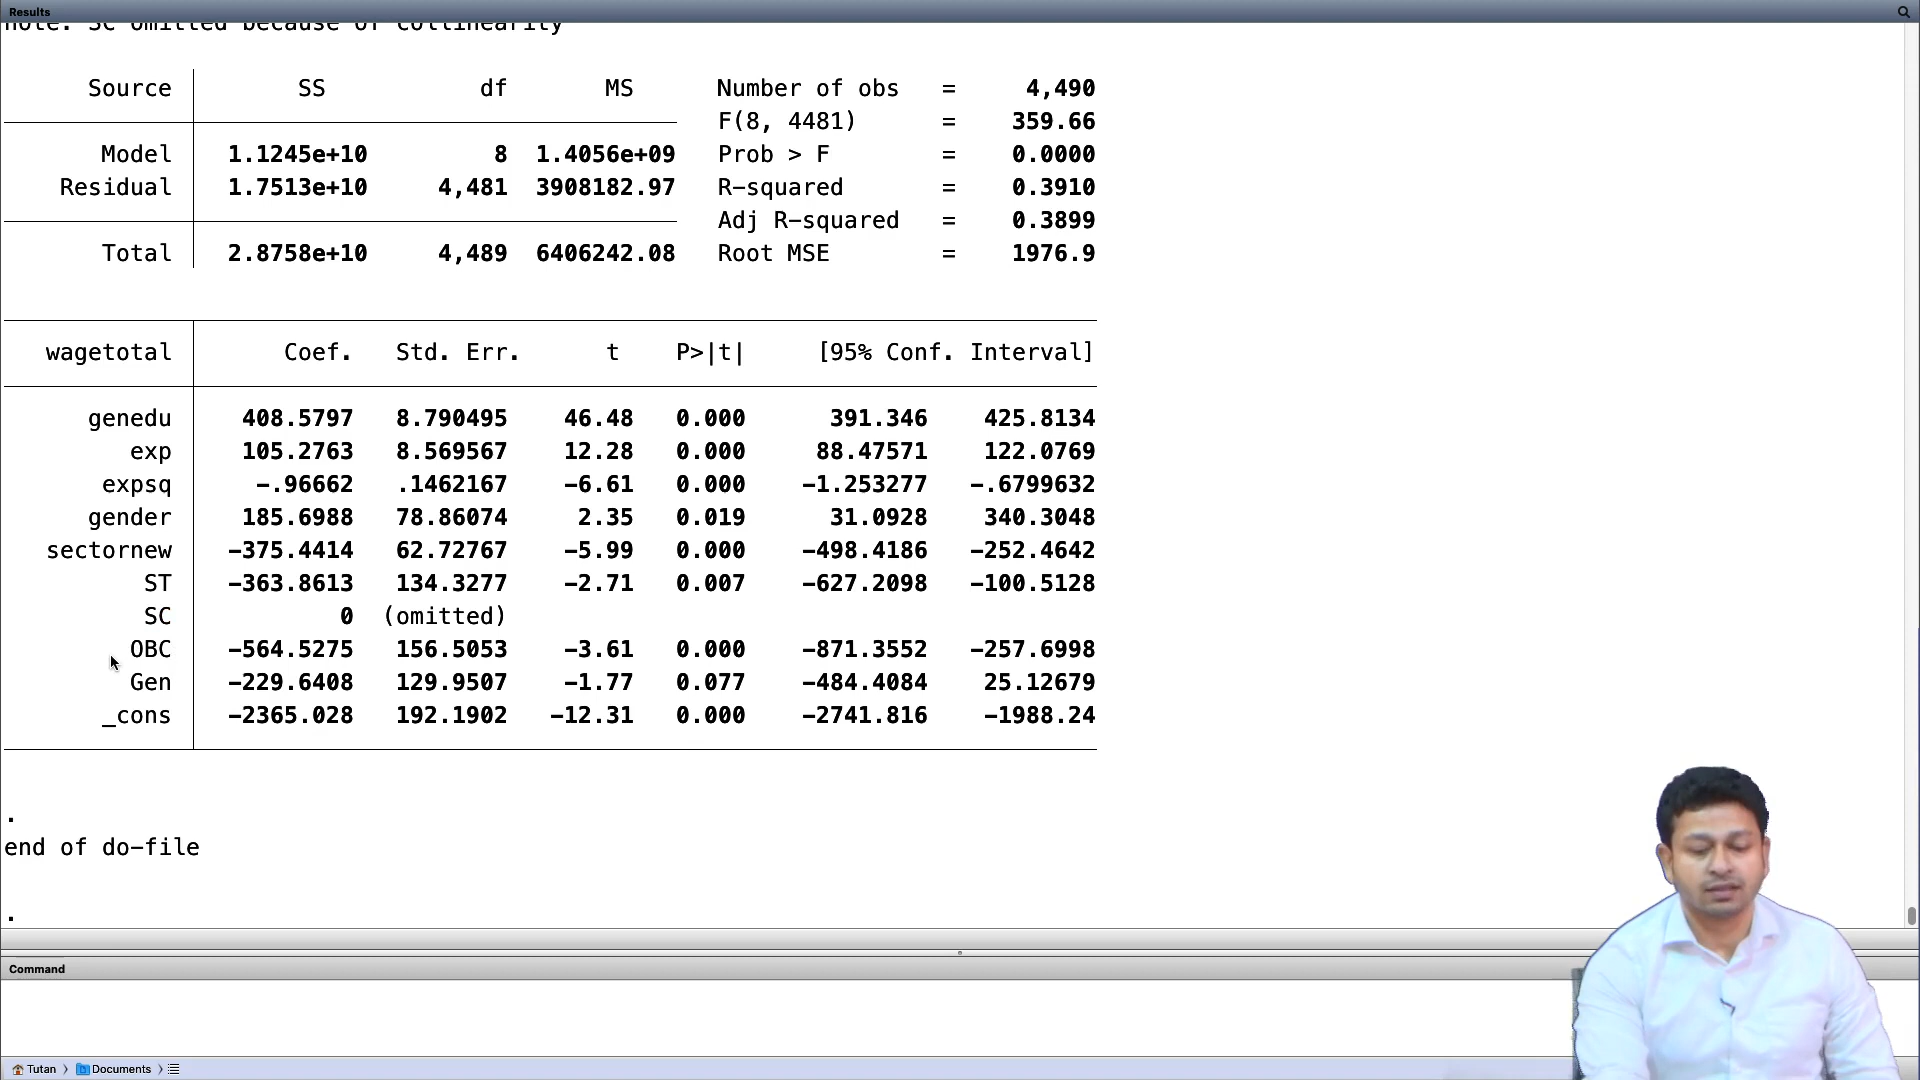 Results
note: SC omitted because of collinearity
Source SS df MS Number of obs = 4,490
F(8, 4481) = 359.66
Model 1.1245e+10 8 1.4056e+09 Prob > F = 0.0000
Residual 1.7513e+10 4,481 3908182.97 R-squared = 0.3910
Adj R-squared = 0.3899
Total 2.8758e+10 4,489 6406242.08 Root MSE = 1976.9
wagetotal Coef. Std. Err. t P>|t| [95% Conf. Interval]
genedu 408.5797 8.790495 46.48 0.000 391.346 425.8134
exp 105.2763 8.569567 12.28 0.000 88.47571 122.0769
expsq -.96662 .1462167 -6.61 0.000 -1.253277 -.6799632
gender 185.6988 78.86074 2.35 0.019 31.0928 340.3048
sectornew -375.4414 62.72767 -5.99 0.000 -498.4186 -252.4642
ST -363.8613 134.3277 -2.71 0.007 -627.2098 -100.5128
SC 0 (omitted)
OBC -564.5275 156.5053 -3.61 0.000 -871.3552 -257.6998
Gen -229.6408 129.9507 -1.77 0.077 -484.4084 25.12679
_cons -2365.028 192.1902 -12.31 0.000 -2741.816 -1988.24
.
end of do-file
.
Command
Tutan Documents